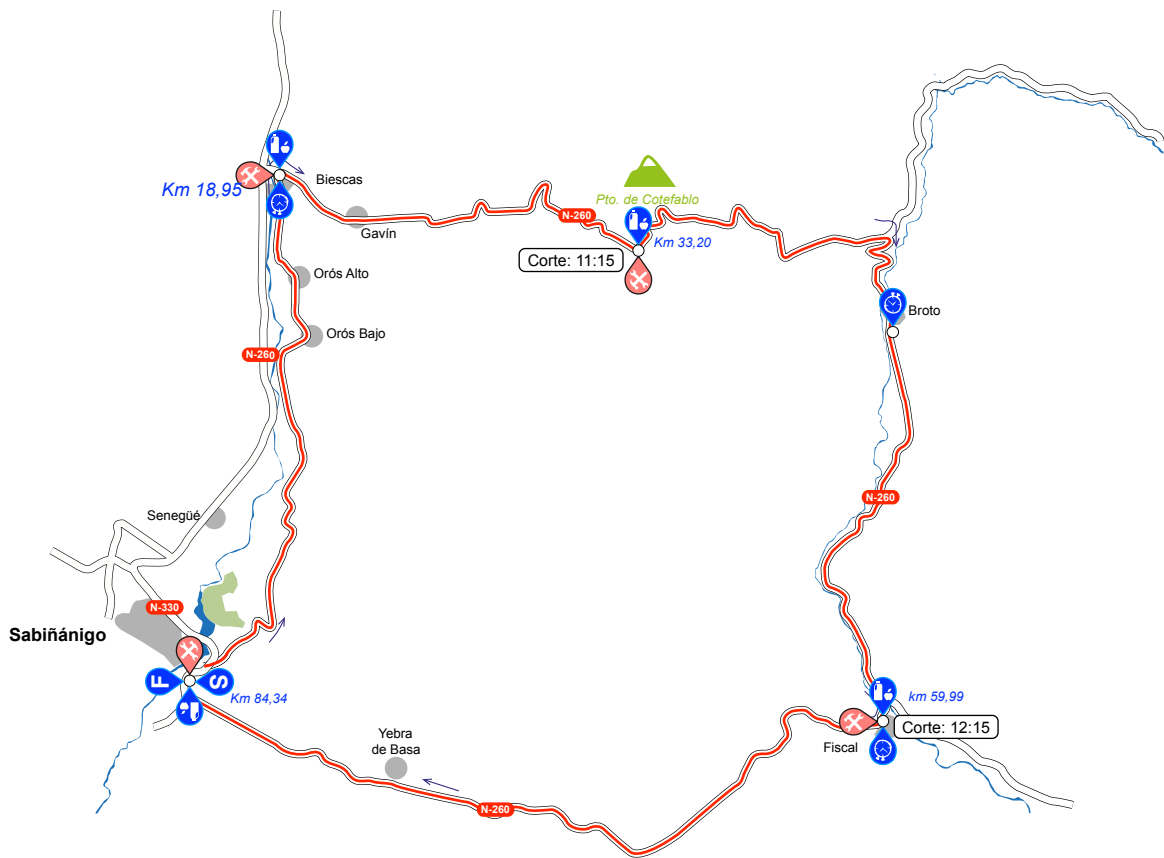 Km 18,95
Biescas
Gavín
N-260
Pto. de Cotefablo
Km 33,20
Corte: 11:15
Orós Alto
Orós Bajo
N-260
Broto
N-260
Senegüé
N-330
Sabiñánigo
F
S
Km 84,34
km 59,99
Corte: 12:15
Fiscal
Yebra
de Basa
N-260